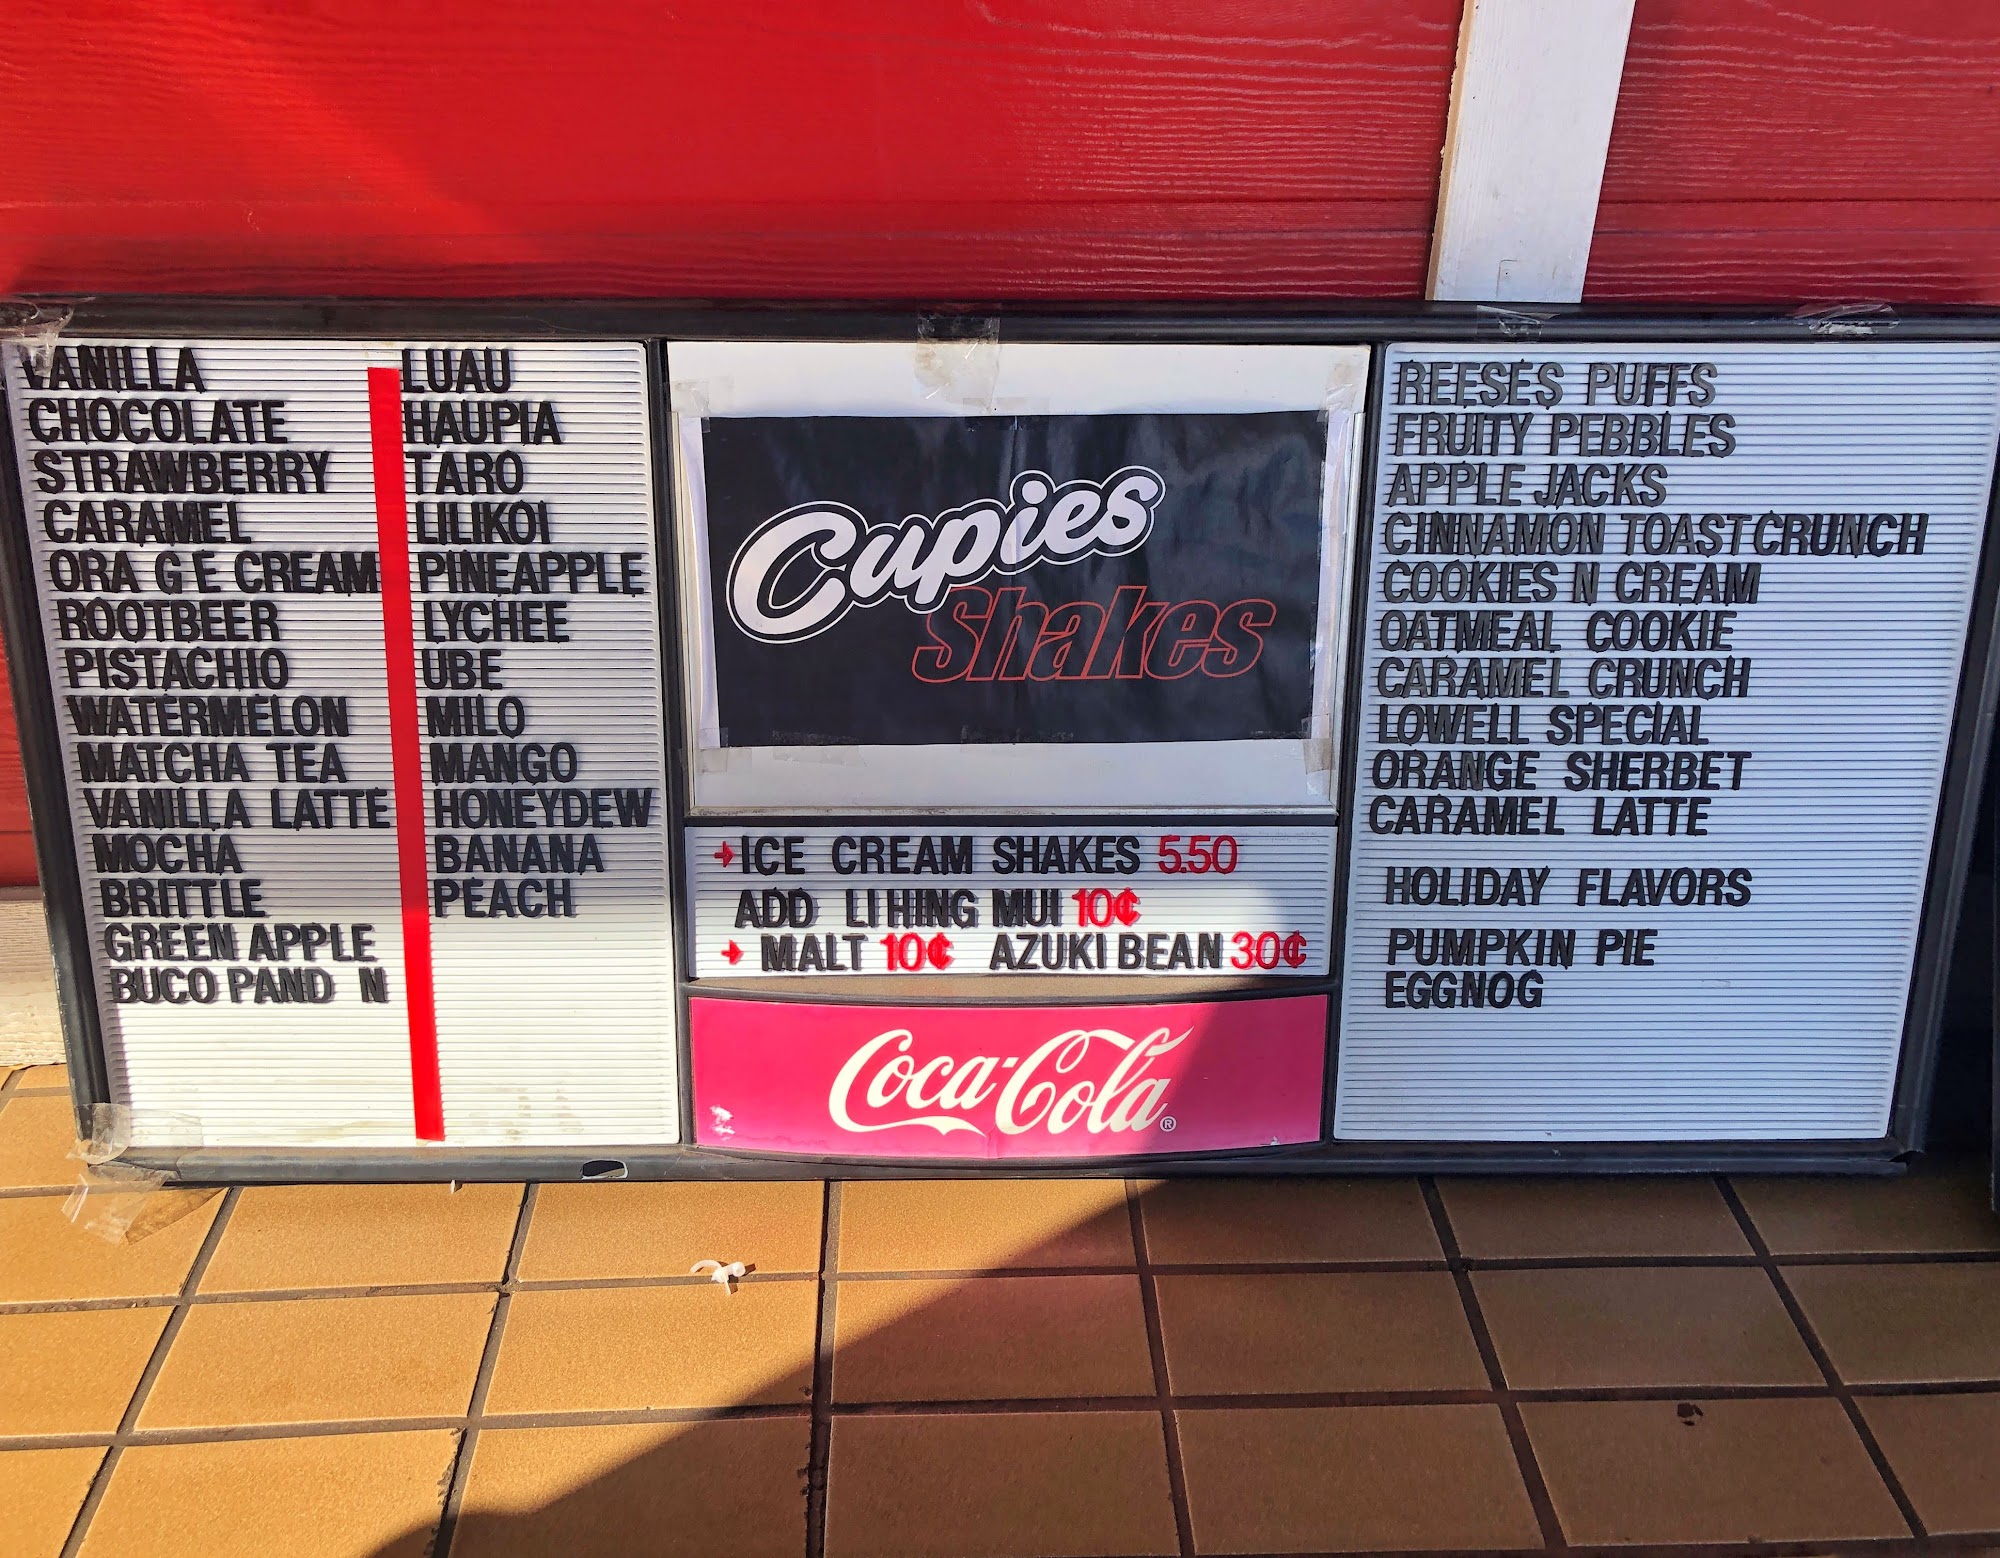 VANILLA
CHOCOLATE
STRAWBERRY
CARAMEL
ORA G E CREAM
ROOTBEER
PISTACHIO
WATERMELON
MATCHA TEA
VANILLA LATTE
MOCHA
BRITTLE
GREEN APPLE
BUCO PAND N
LUAU
HAUPIA
TARO
LILIKOI
PINEAPPLE
LYCHEE
UBE
MILO
MANGO
HONEYDEW
BANANA
PEACH
Cupies
Shakes
→ICE CREAM SHAKES 5.50
ADD LI HING MUI 10¢
→ MALT 10¢ AZUKI BEAN 30¢
Coca-Cola®
REESES PUFFS
FRUITY PEBBLES
APPLE JACKS
CINNAMON TOAST CRUNCH
COOKIES N CREAM
OATMEAL COOKIE
CARAMEL CRUNCH
LOWELL SPECIAL
ORANGE SHERBET
CARAMEL LATTE
HOLIDAY FLAVORS
PUMPKIN PIE
EGGNOG